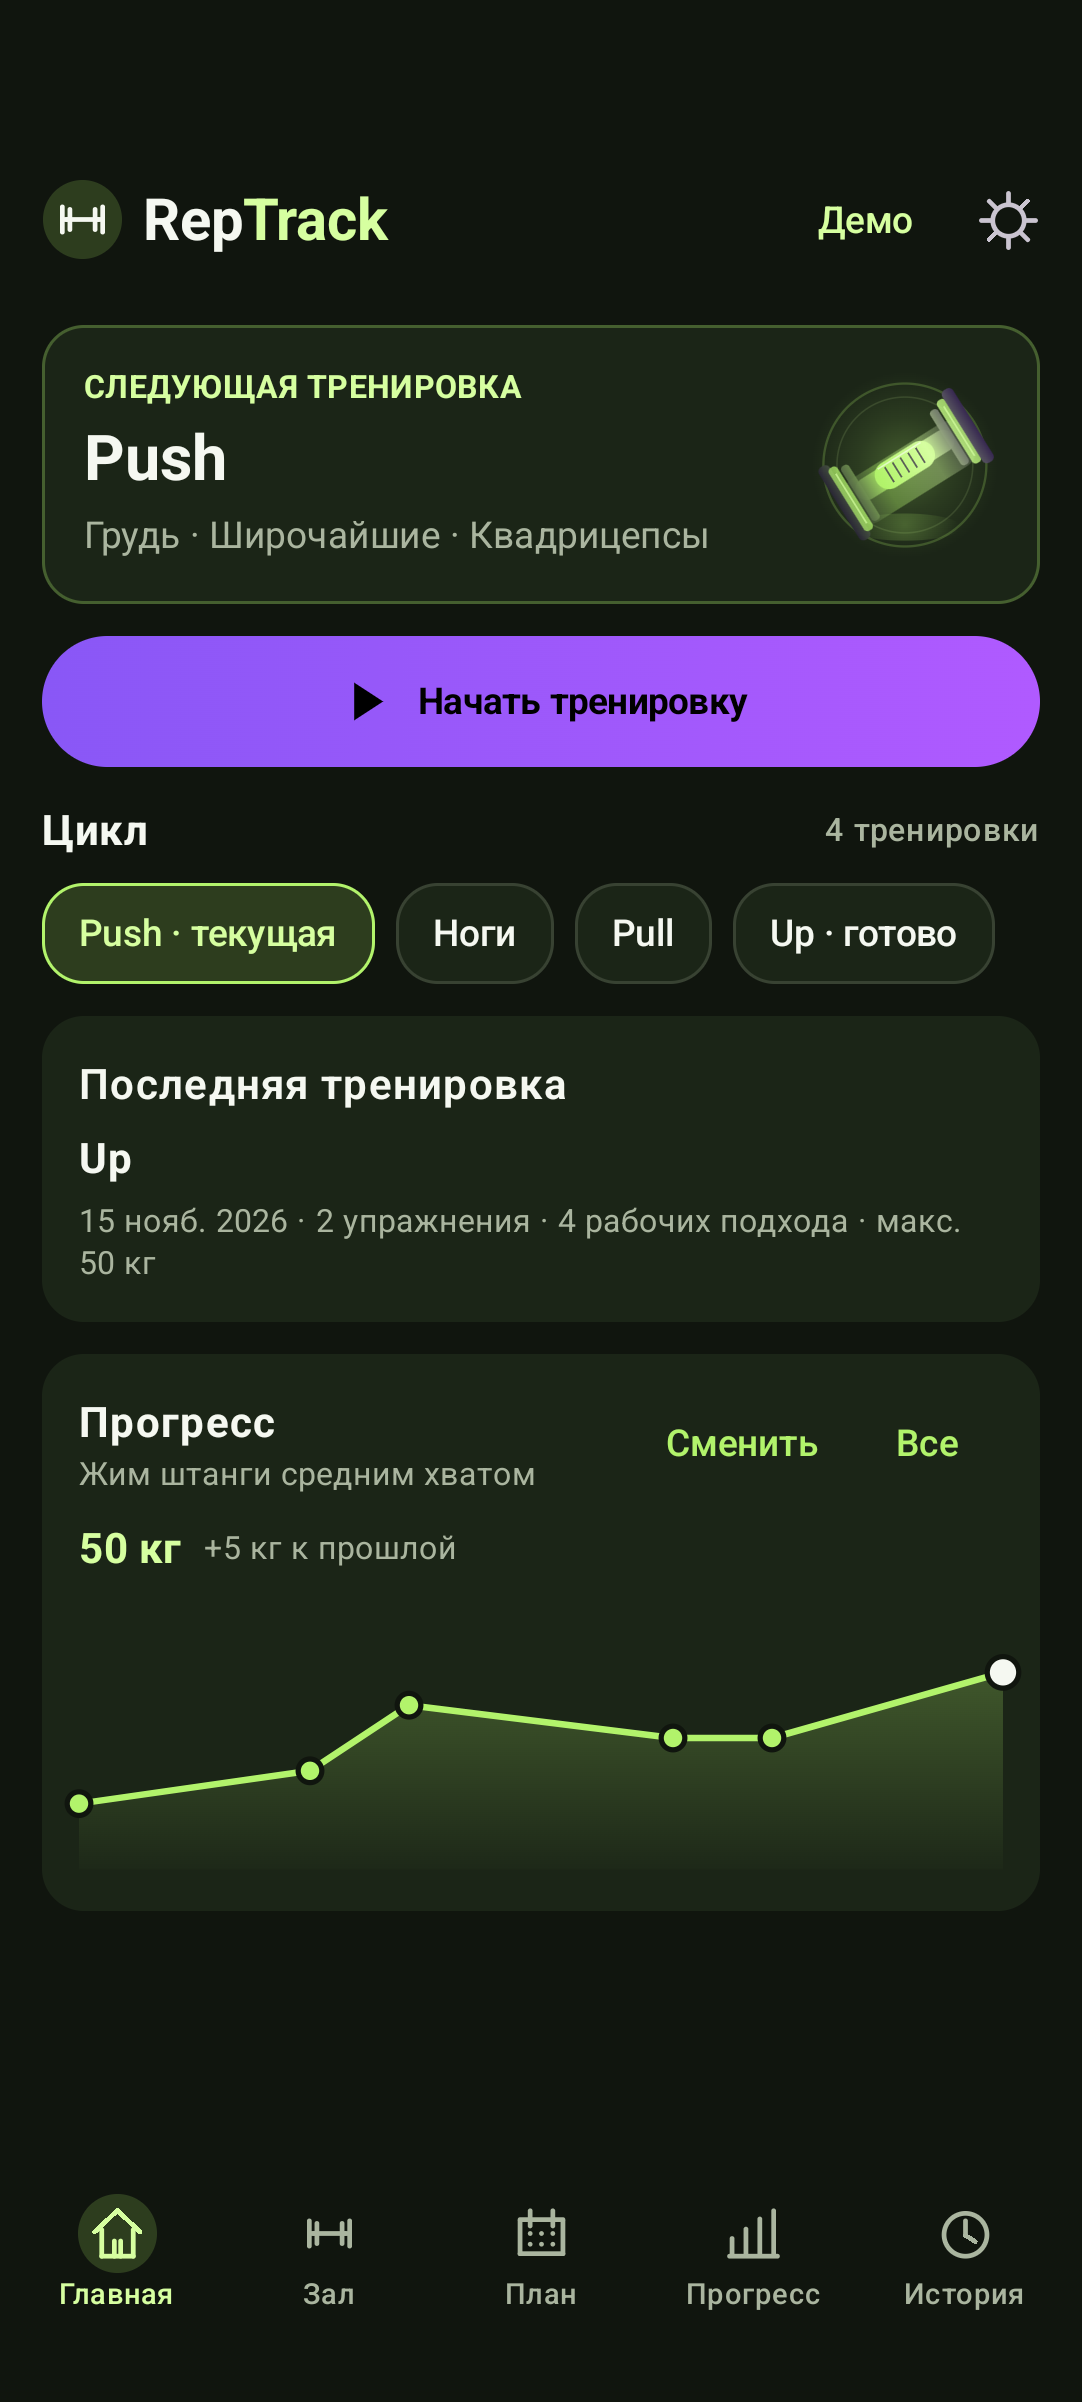 RepTrack
Демо
СЛЕДУЮЩАЯ ТРЕНИРОВКА
Push
Грудь · Широчайшие · Квадрицепсы
Начать тренировку
Цикл
4 тренировки
Push · текущая
Ноги
Pull
Up · готово
Последняя тренировка
Up
15 нояб. 2026 · 2 упражнения · 4 рабочих подхода · макс.
50 кг
Прогресс
Жим штанги средним хватом
Сменить
Все
50 кг +5 кг к прошлой
Главная
Зал
План
Прогресс
История